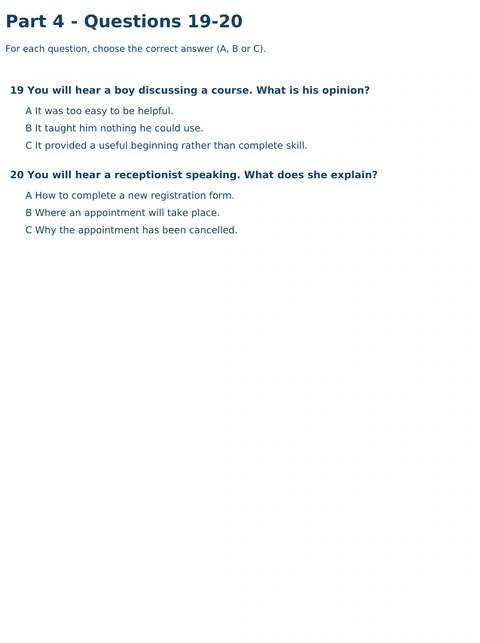 Part 4 - Questions 19-20
For each question, choose the correct answer (A, B or C).
19 You will hear a boy discussing a course. What is his opinion?
A It was too easy to be helpful.
B It taught him nothing he could use.
C It provided a useful beginning rather than complete skill.
20 You will hear a receptionist speaking. What does she explain?
A How to complete a new registration form.
B Where an appointment will take place.
C Why the appointment has been cancelled.